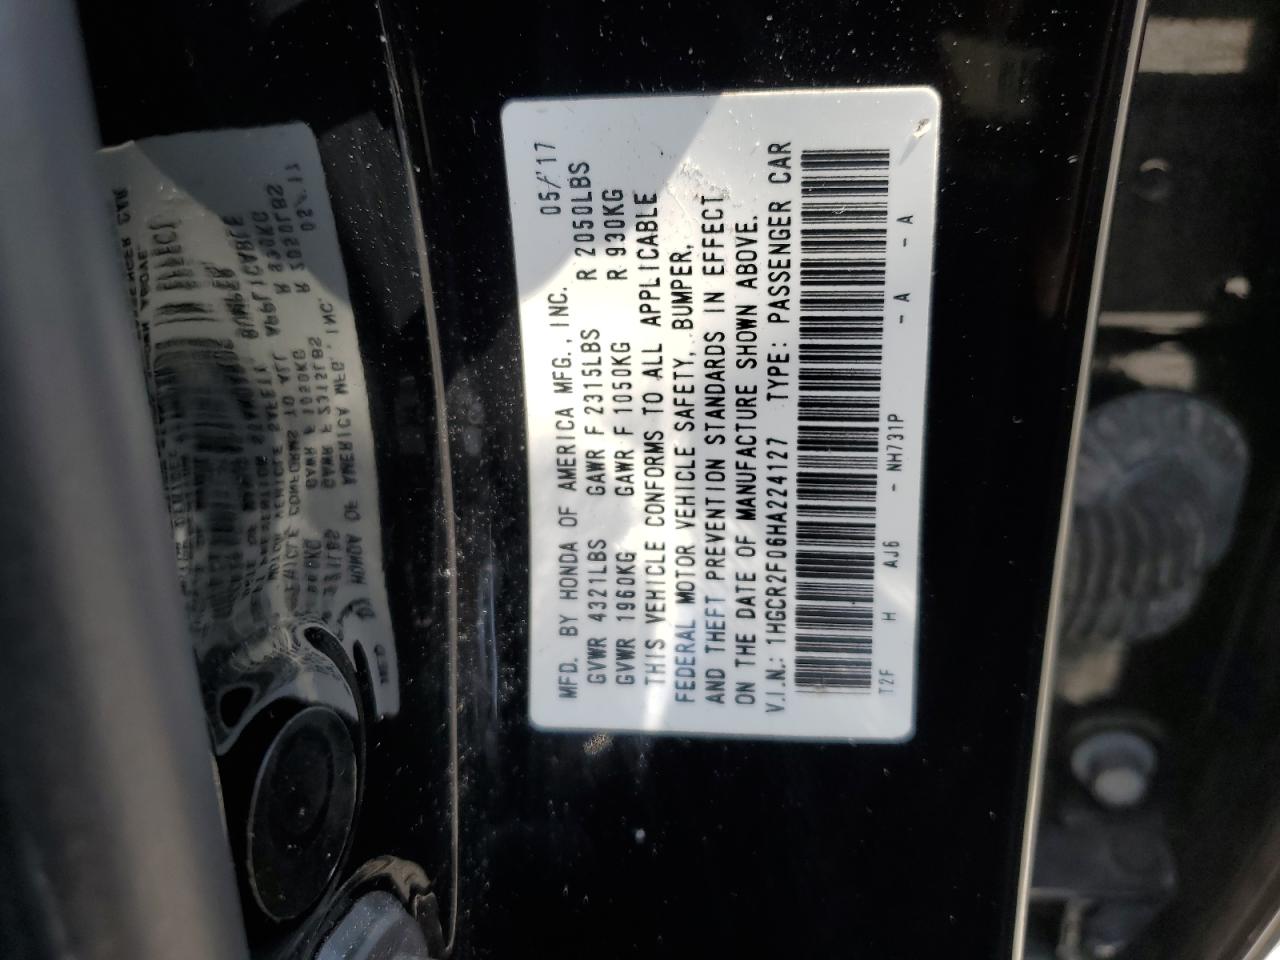 05/'17
MFD. BY HONDA OF AMERICA MFG., INC.
GVWR 4321LBS GAWR F 2315LBS R 2050LBS
GVWR 1960KG GAWR F 1050KG R 930KG
THIS VEHICLE CONFORMS TO ALL APPLICABLE
FEDERAL MOTOR VEHICLE SAFETY, BUMPER,
AND THEFT PREVENTION STANDARDS IN EFFECT
ON THE DATE OF MANUFACTURE SHOWN ABOVE.
V.I.N.: 1HGCR2F06HA224127 TYPE: PASSENGER CAR
T2F H AJ6 - NH731P - A - A